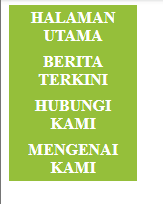 HALAMAN
UTAMA
BERITA
TERKINI
HUBUNGI
KAMI
MENGENAI
KAMI